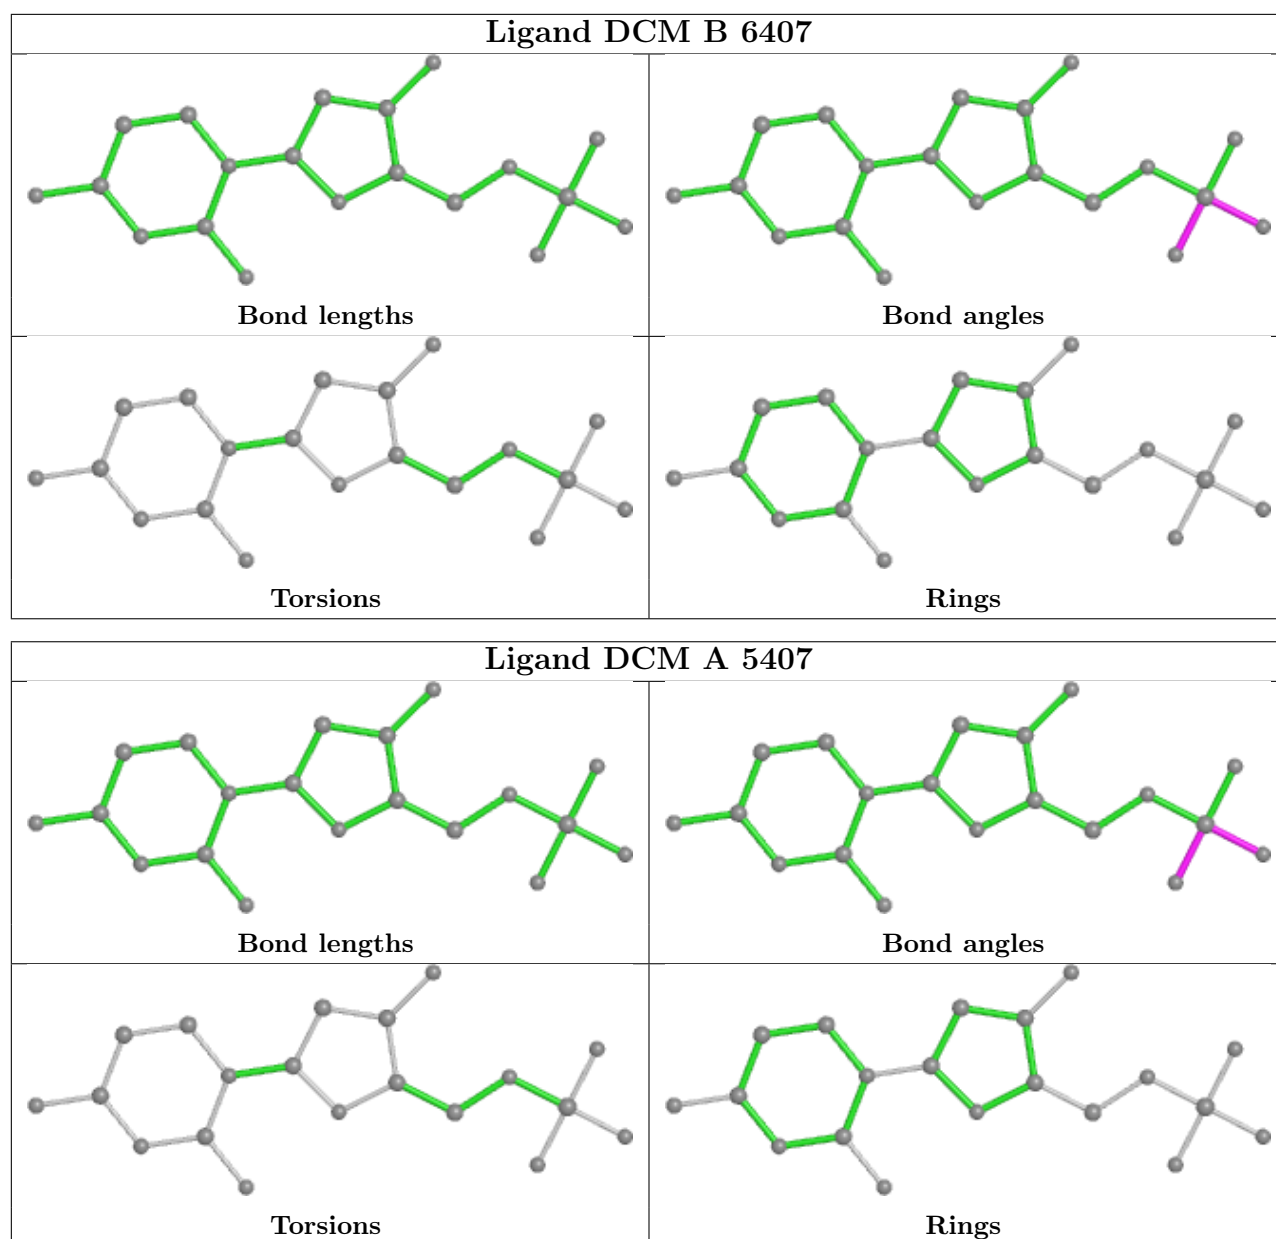 Ligand DCM B 6407
Bond lengths
Bond angles
Torsions
Rings
Ligand DCM A 5407
Bond lengths
Bond angles
Torsions
Rings